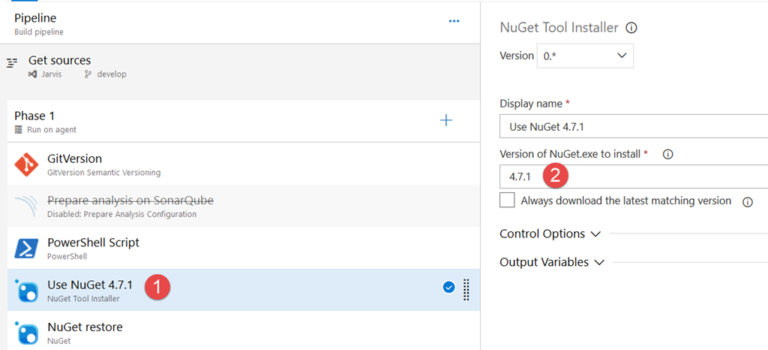 Pipeline
Build pipeline
...
Get sources
Jarvis develop
Phase 1
Run on agent
GitVersion
GitVersion Semantic Versioning
Prepare analysis on SonarQube
Disabled: Prepare Analysis Configuration
PowerShell Script
PowerShell
Use NuGet 4.7.1 1
NuGet Tool Installer
NuGet restore
NuGet
NuGet Tool Installer
Version 0.*
Display name *
Use NuGet 4.7.1
Version of NuGet.exe to install *
4.7.1 2
Always download the latest matching version
Control Options
Output Variables